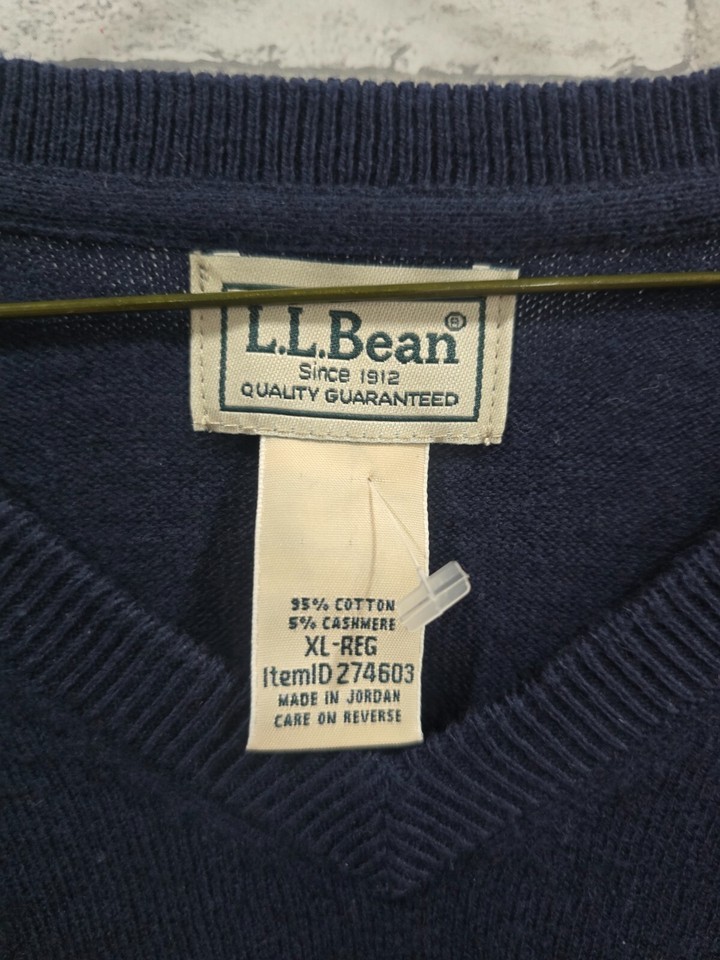 L.L.Bean®
Since 1912
QUALITY GUARANTEED
95% COTTON
5% CASHMERE
XL-REG
ItemID 274603
MADE IN JORDAN
CARE ON REVERSE